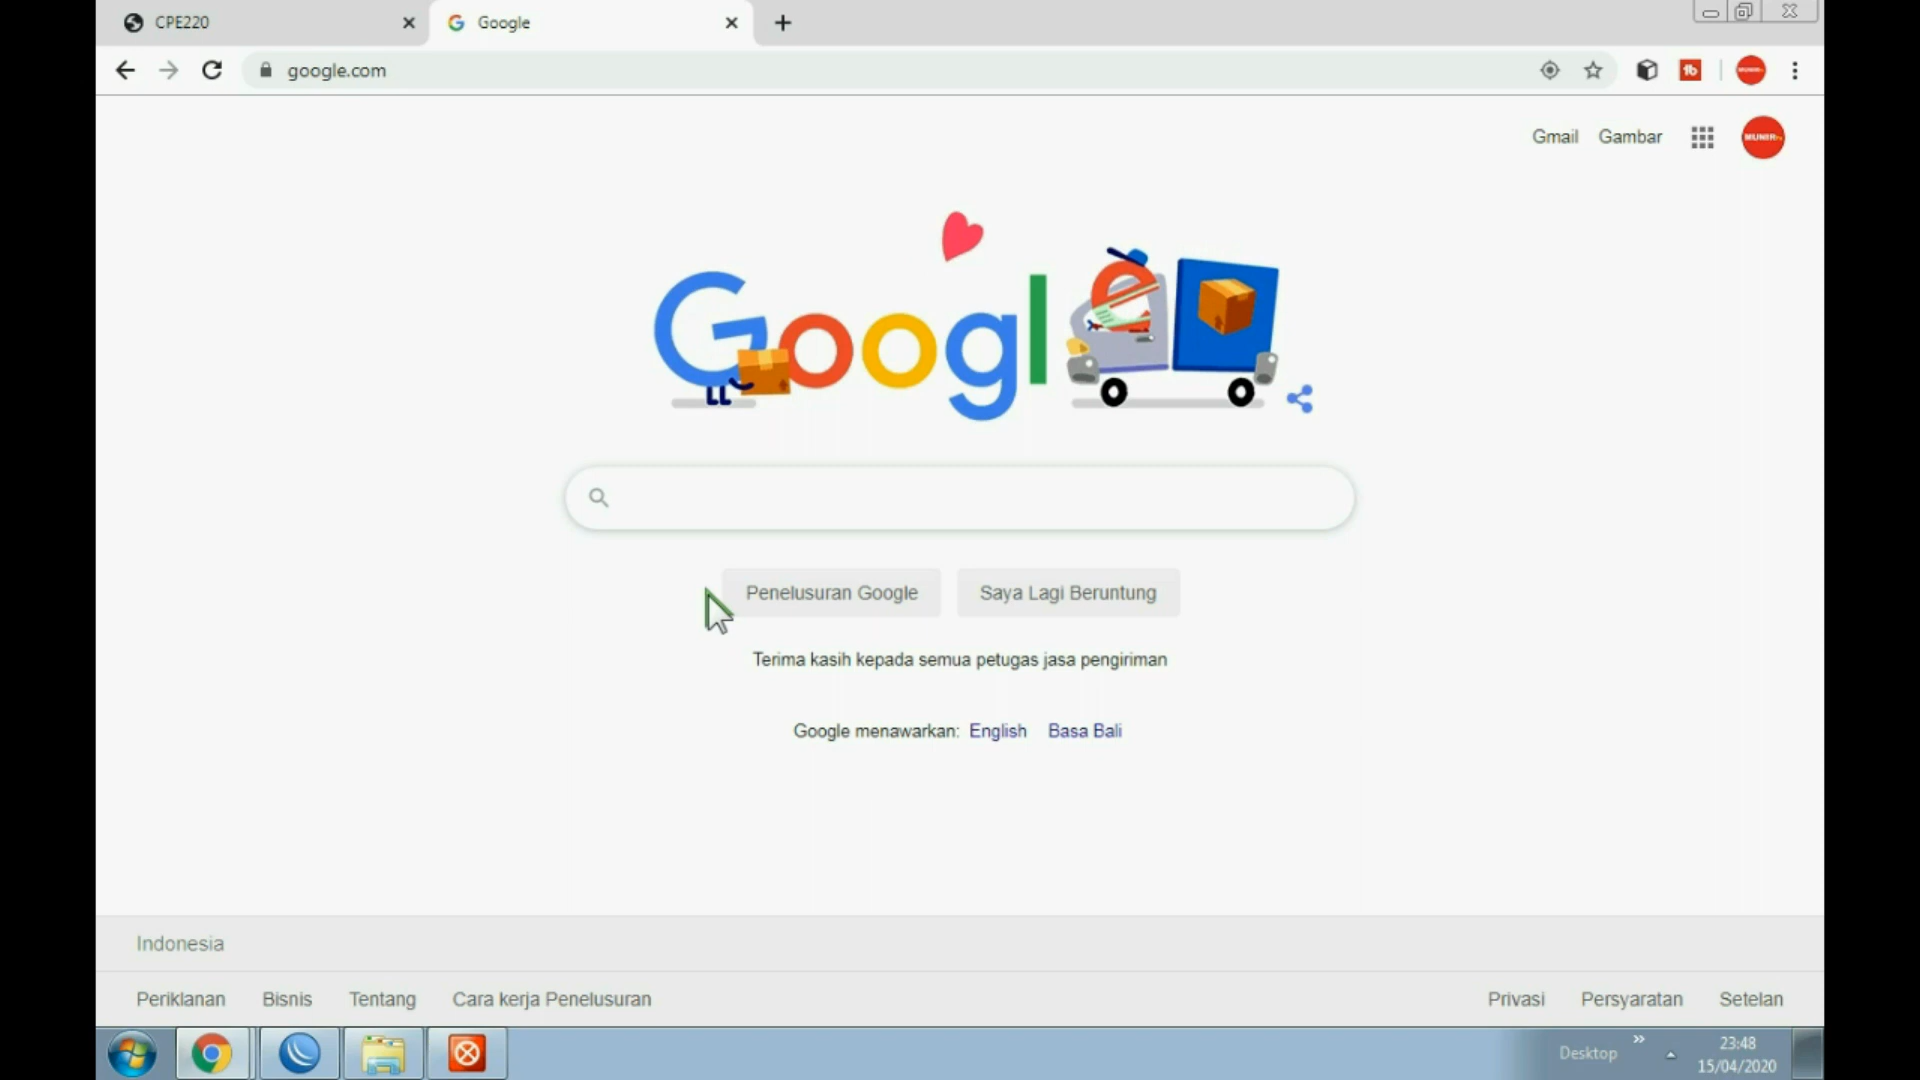 CPE220
Google
google.com
Gmail Gambar
MUNIR
Google
Penelusuran Google Saya Lagi Beruntung
Terima kasih kepada semua petugas jasa pengiriman
Google menawarkan: English Basa Bali
Indonesia
Periklanan Bisnis Tentang Cara kerja Penelusuran Privasi Persyaratan Setelan
Desktop
23:48
15/04/2020